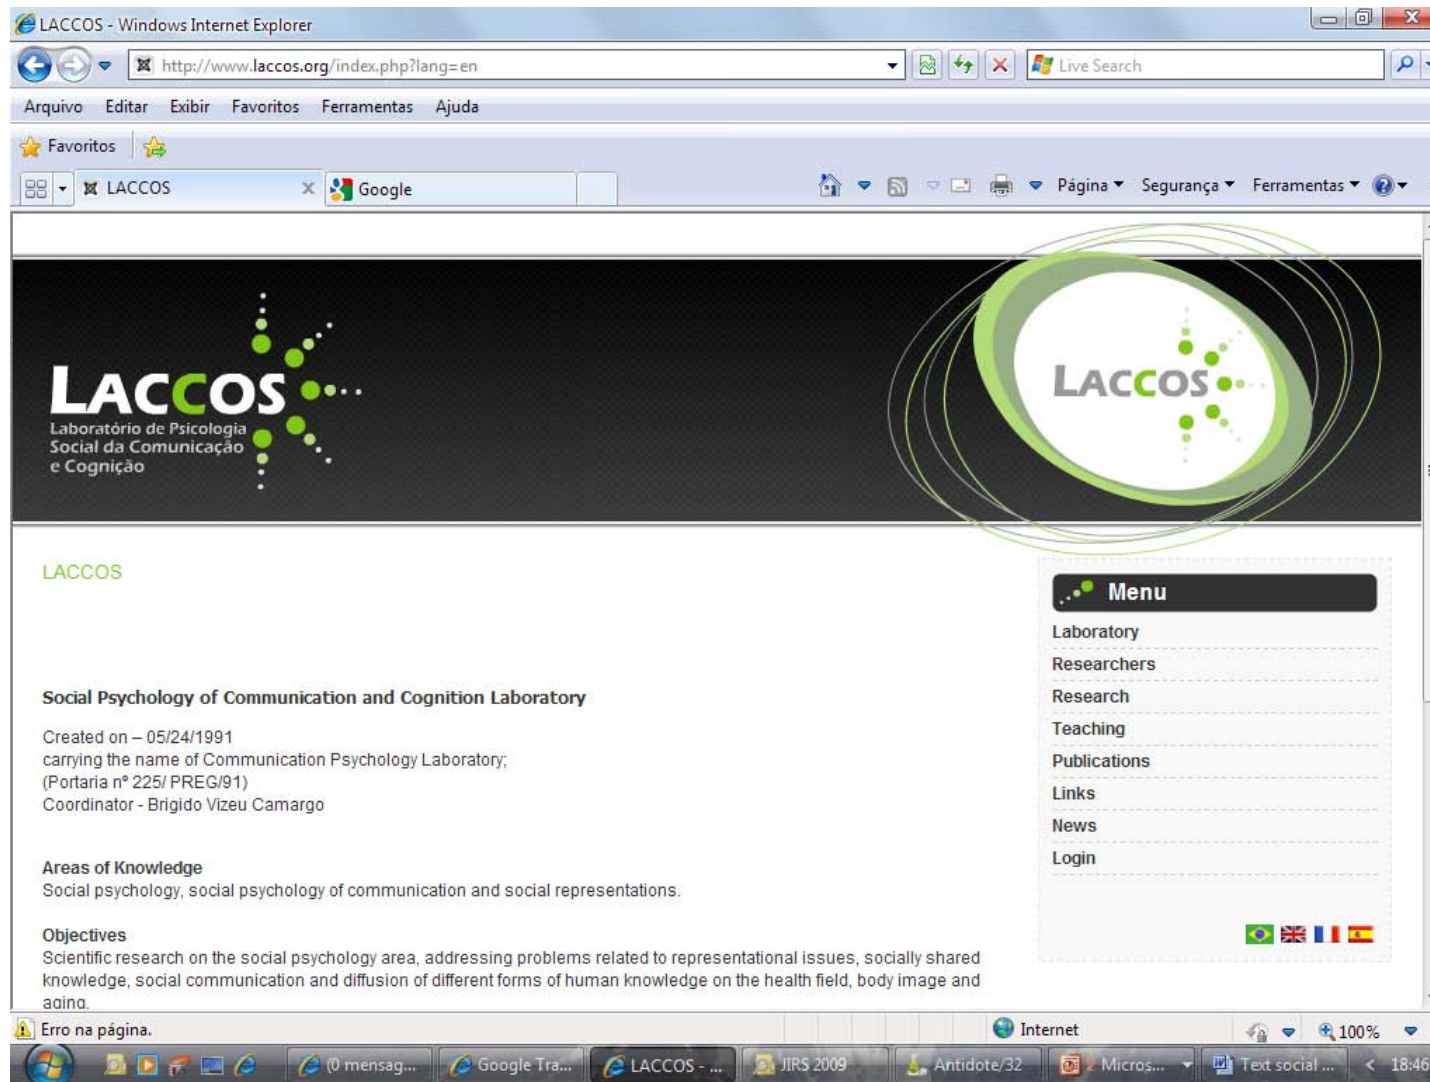 LACCOS - Windows Internet Explorer
http://www.laccos.org/index.php?lang=en
Live Search
Arquivo Editar Exibir Favoritos Ferramentas Ajuda
Favoritos
LACCOS
Google
Página Segurança Ferramentas
LACCOS
Laboratório de Psicologia
Social da Comunicação
e Cognição
LACCOS
LACCOS
Social Psychology of Communication and Cognition Laboratory
Created on – 05/24/1991
carrying the name of Communication Psychology Laboratory;
(Portaria nº 225/ PREG/91)
Coordinator - Brigido Vizeu Camargo
Areas of Knowledge
Social psychology, social psychology of communication and social representations.
Objectives
Scientific research on the social psychology area, addressing problems related to representational issues, socially shared
knowledge, social communication and diffusion of different forms of human knowledge on the health field, body image and
aging.
Menu
Laboratory
Researchers
Research
Teaching
Publications
Links
News
Login
Erro na página.
Internet
100%
(0 mensag...
Google Tra...
LACCOS - ...
JIRS 2009
Antidote/32
2 Micros...
Text social ...
18:46